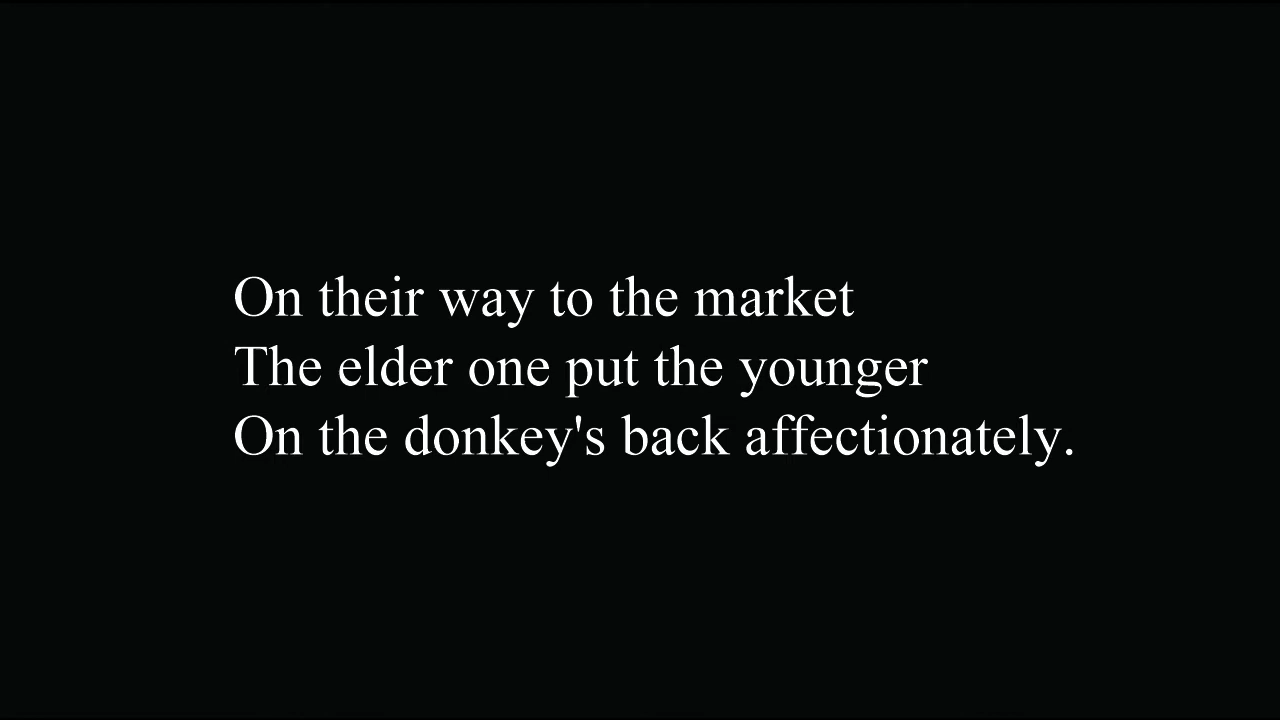 On their way to the market
The elder one put the younger
On the donkey's back affectionately.